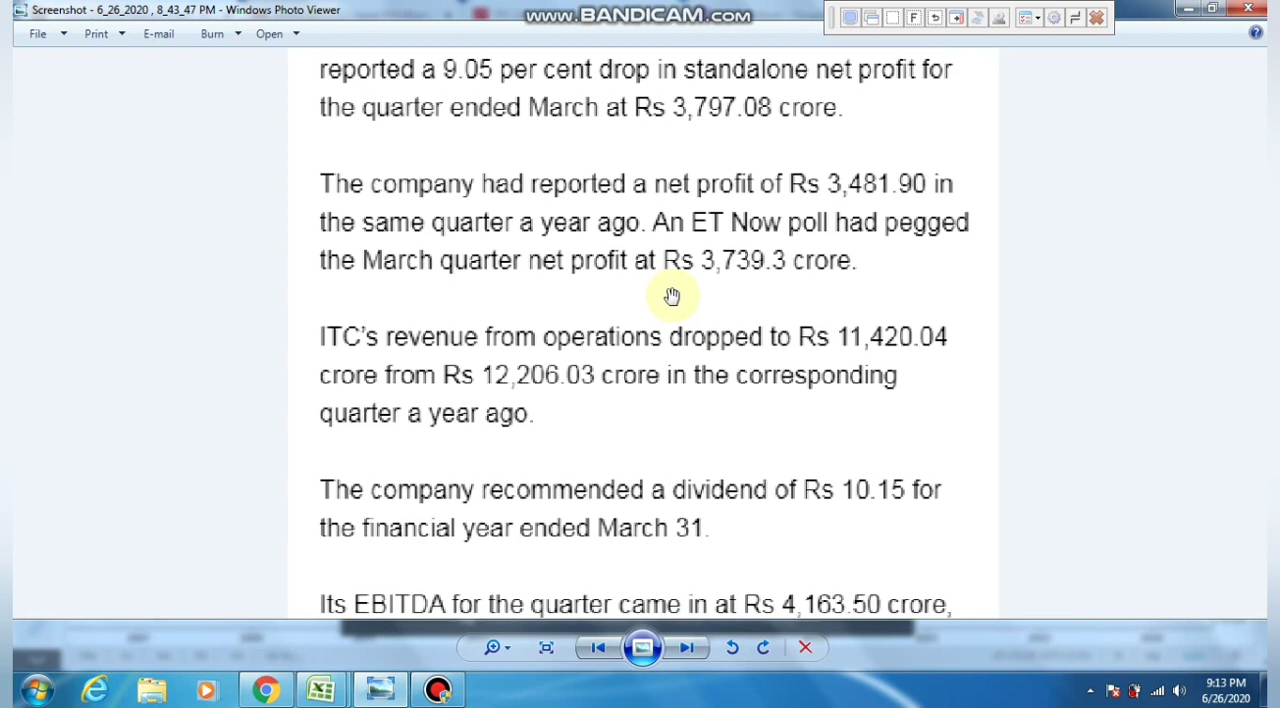 Screenshot - 6_26_2020 , 8_43_47 PM - Windows Photo Viewer
www.BANDICAM.com
File Print E-mail Burn Open
F
reported a 9.05 per cent drop in standalone net profit for
the quarter ended March at Rs 3,797.08 crore.
The company had reported a net profit of Rs 3,481.90 in
the same quarter a year ago. An ET Now poll had pegged
the March quarter net profit at Rs 3,739.3 crore.
ITC's revenue from operations dropped to Rs 11,420.04
crore from Rs 12,206.03 crore in the corresponding
quarter a year ago.
The company recommended a dividend of Rs 10.15 for
the financial year ended March 31.
Its EBITDA for the quarter came in at Rs 4,163.50 crore,
9:13 PM
6/26/2020